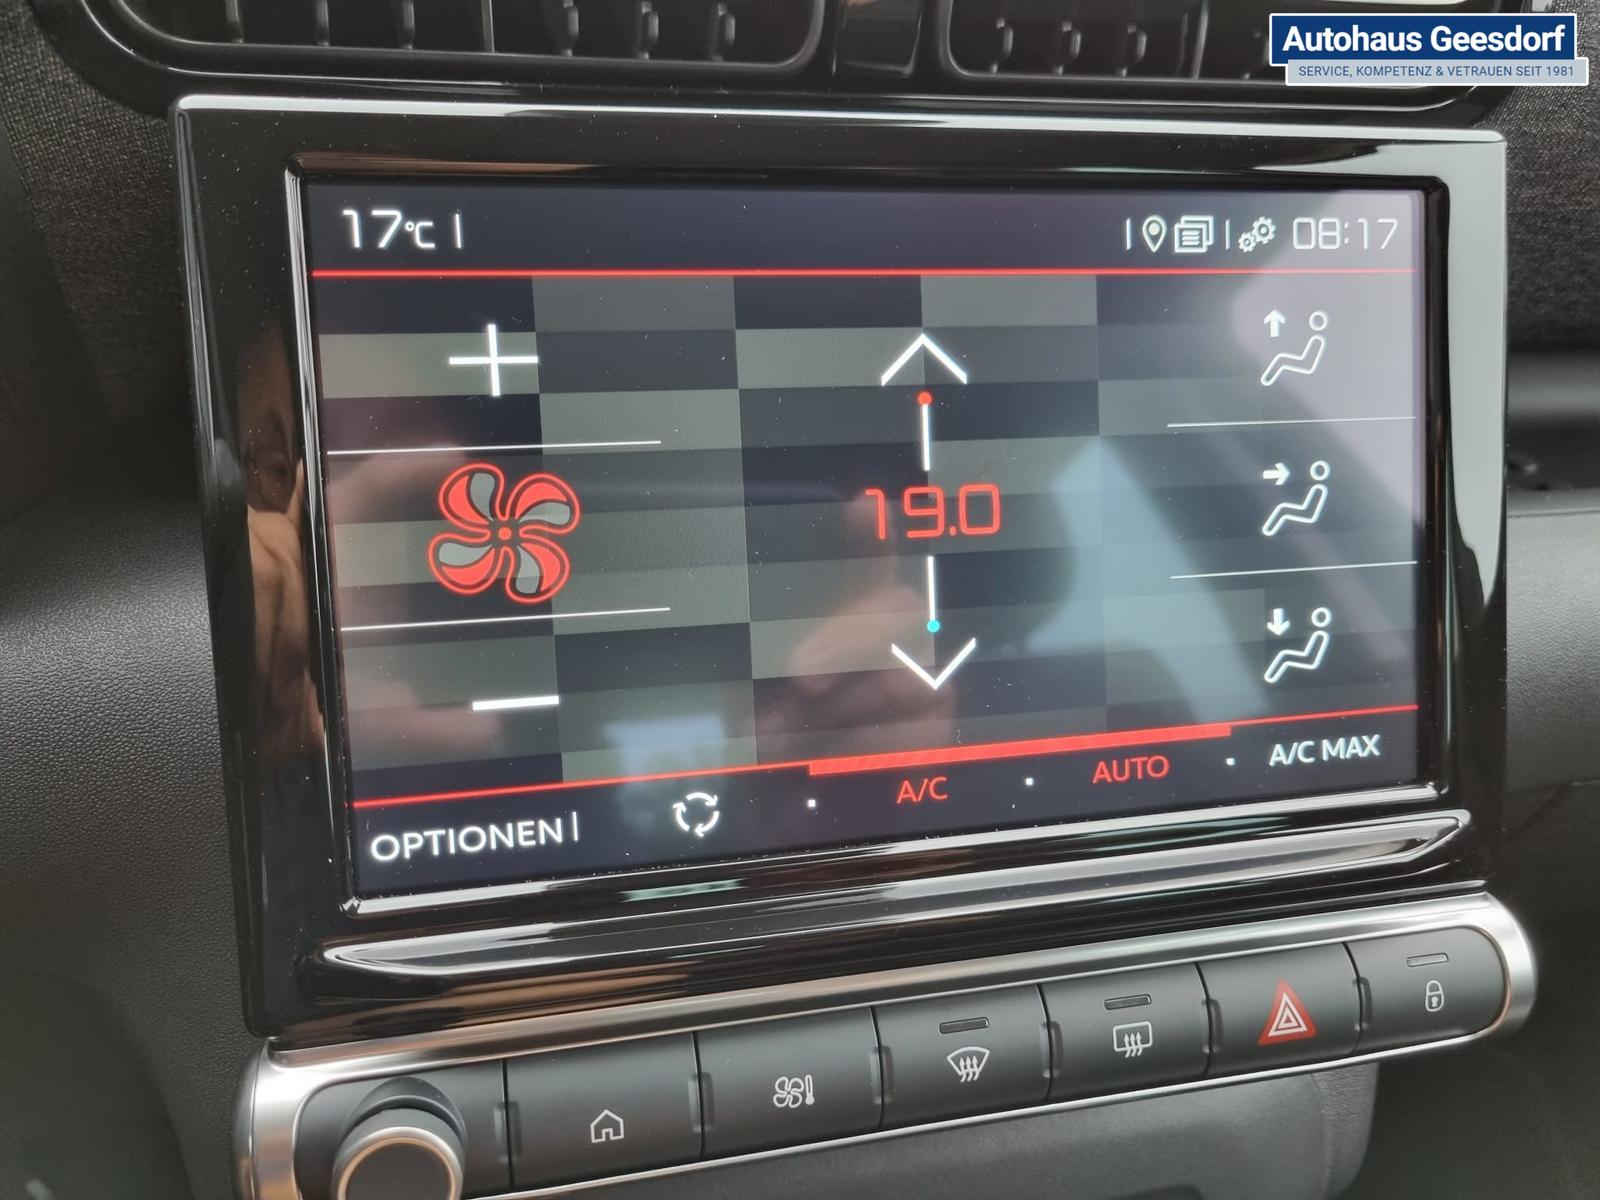 Autohaus Geesdorf
SERVICE, KOMPETENZ & VETRAUEN SEIT 1981
17°C
08:17
19.0
A/C MAX
AUTO
A/C
OPTIONEN